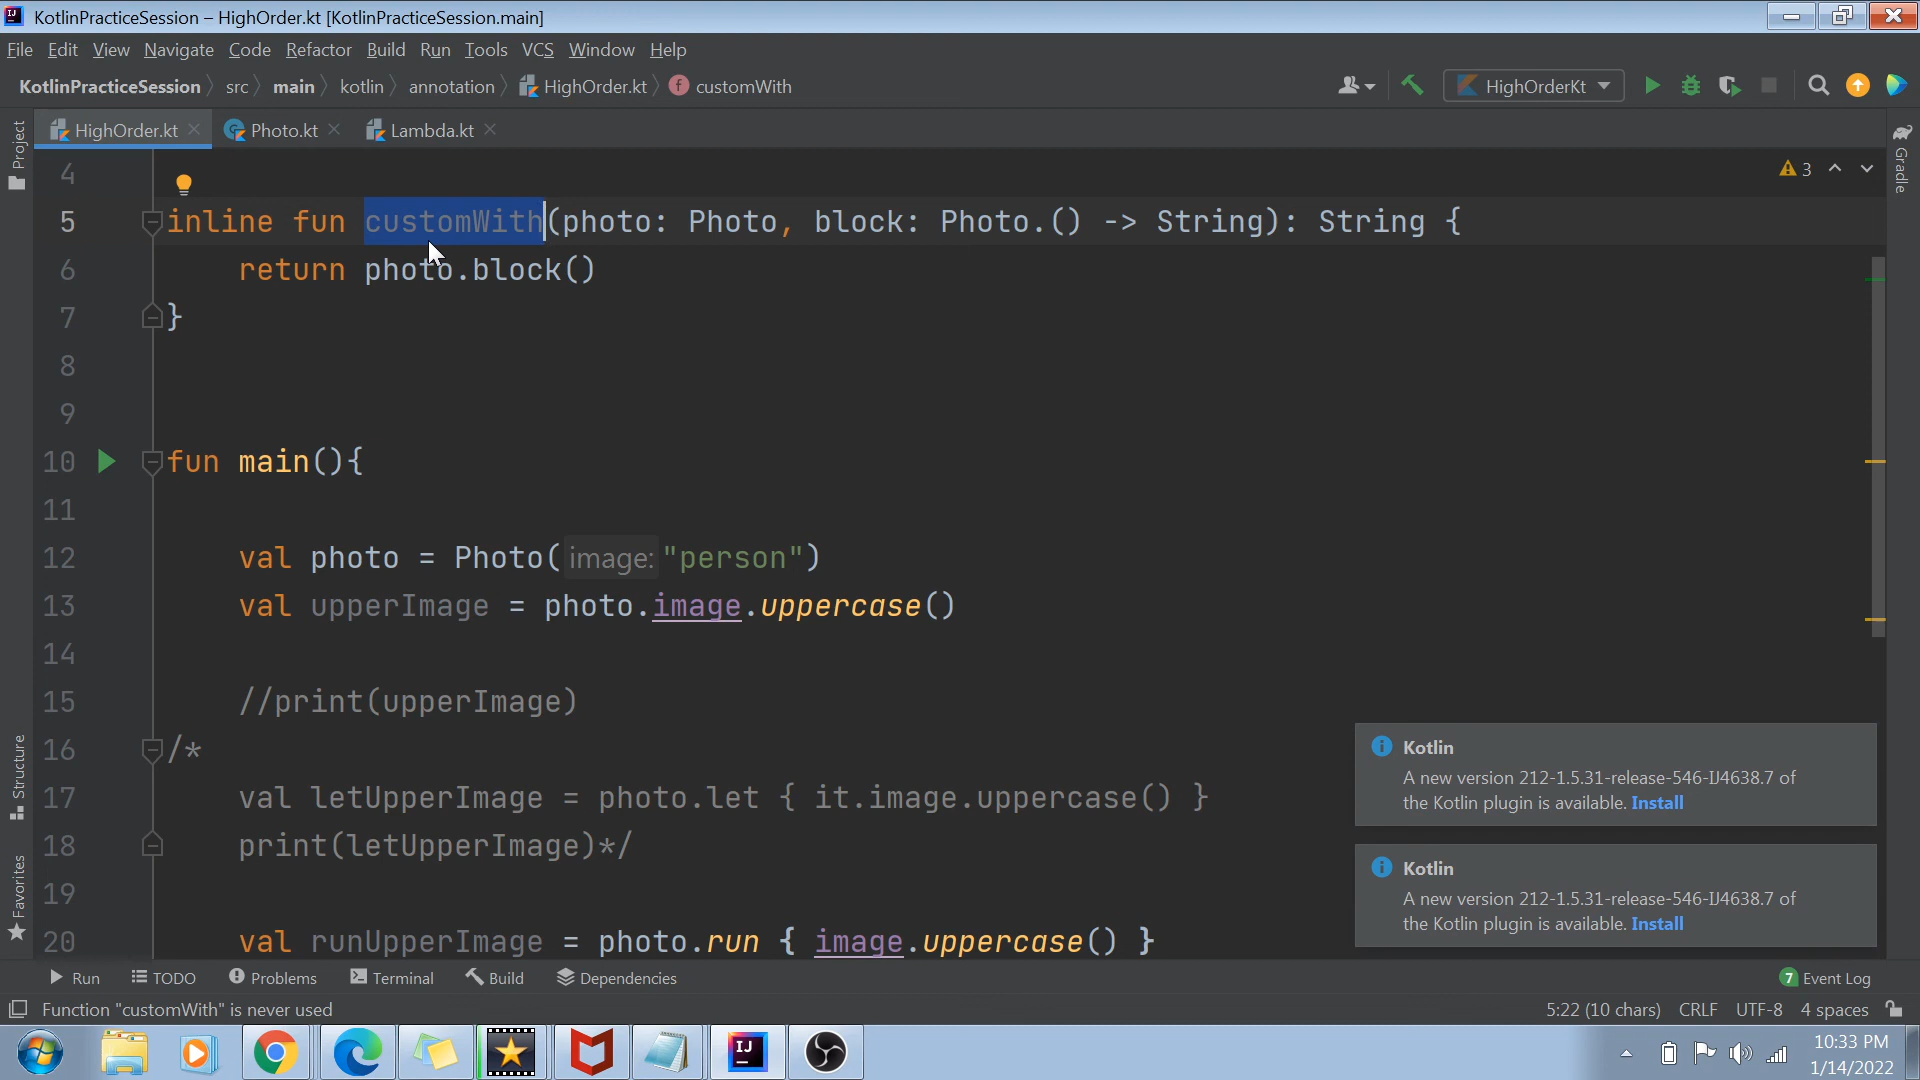 KotlinPracticeSession – HighOrder.kt [KotlinPracticeSession.main]
File Edit View Navigate Code Refactor Build Run Tools VCS Window Help
KotlinPracticeSession src main kotlin annotation HighOrder.kt customWith
HighOrderKt
HighOrder.kt Photo.kt Lambda.kt
Project
Gradle
3
4
5 inline fun customWith(photo: Photo, block: Photo.() -> String): String {
6 return photo.block()
7 }
8
9
10 fun main(){
11
12 val photo = Photo( image: "person")
13 val upperImage = photo.image.uppercase()
14
15 //print(upperImage)
16 /*
17 val letUpperImage = photo.let { it.image.uppercase() }
18 print(letUpperImage)*/
19
20 val runUpperImage = photo.run { image.uppercase() }
Structure
Favorites
Kotlin
A new version 212-1.5.31-release-546-IJ4638.7 of
the Kotlin plugin is available. Install
Kotlin
A new version 212-1.5.31-release-546-IJ4638.7 of
the Kotlin plugin is available. Install
Run TODO Problems Terminal Build Dependencies
7 Event Log
Function "customWith" is never used
5:22 (10 chars) CRLF UTF-8 4 spaces
IJ
10:33 PM
1/14/2022